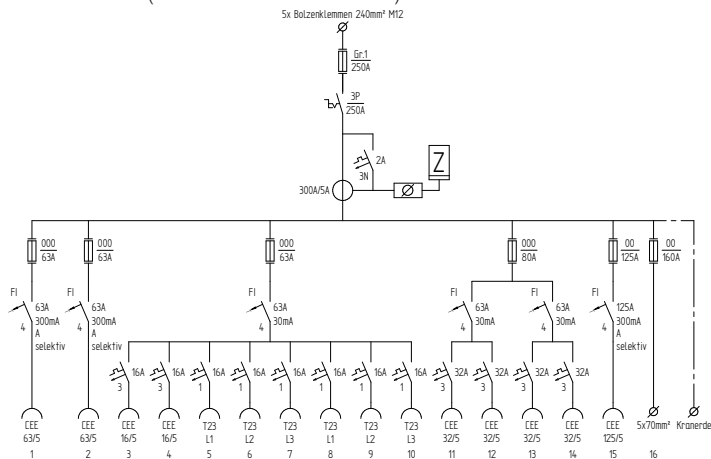 5x Bolzenklemmen 240mm² M12
Gr.1
250A
3P
250A
2A
3N
Z
300A/5A
000
63A
000
63A
000
63A
000
80A
00
125A
00
160A
FI
63A
300mA
A
selektiv
4
FI
63A
300mA
A
selektiv
4
FI
63A
30mA
4
FI
63A
30mA
4
FI
63A
30mA
4
FI
125A
300mA
A
selektiv
4
16A
3
16A
3
16A
1
16A
1
16A
1
16A
1
16A
1
16A
1
32A
3
32A
3
32A
3
32A
3
CEE
63/5
1
CEE
63/5
2
CEE
16/5
3
CEE
16/5
4
T23
L1
5
T23
L2
6
T23
L3
7
T23
L1
8
T23
L2
9
T23
L3
10
CEE
32/5
11
CEE
32/5
12
CEE
32/5
13
CEE
32/5
14
CEE
125/5
15
5x70mm²
16
Kranerde